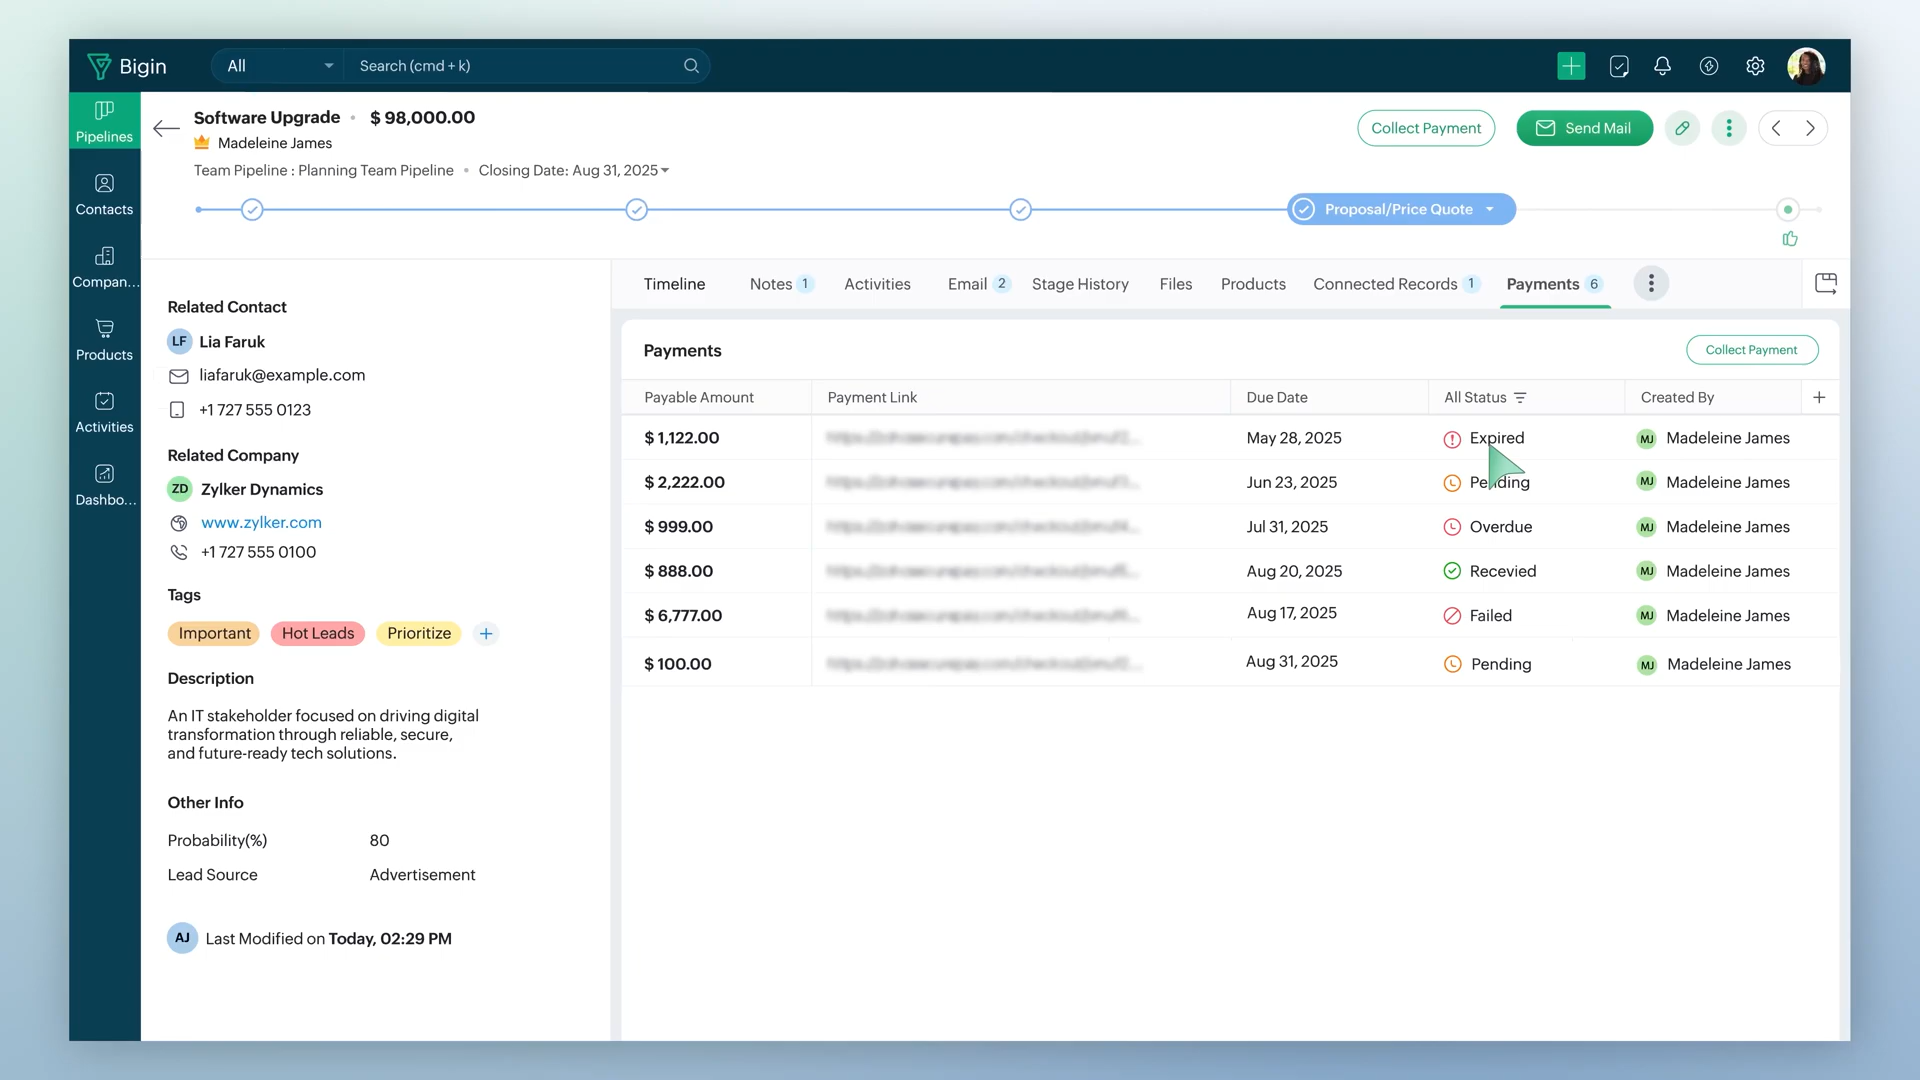 Bigin
All
Search (cmd + k)
Pipelines
Contacts
Compan...
Products
Activities
Dashbo...
Software Upgrade • $ 98,000.00
Madeleine James
Team Pipeline : Planning Team Pipeline • Closing Date: Aug 31, 2025
Collect Payment
Send Mail
Proposal/Price Quote
Related Contact
LF Lia Faruk
liafaruk@example.com
+1 727 555 0123
Related Company
ZD Zylker Dynamics
www.zylker.com
+1 727 555 0100
Tags
Important Hot Leads Prioritize +
Description
An IT stakeholder focused on driving digital
transformation through reliable, secure,
and future-ready tech solutions.
Other Info
Probability(%) 80
Lead Source Advertisement
AJ Last Modified on Today, 02:29 PM
Timeline Notes 1 Activities Email 2 Stage History Files Products Connected Records 1 Payments 6
Payments
Collect Payment
Payable Amount Payment Link Due Date All Status Created By +
$ 1,122.00 May 28, 2025 Expired MJ Madeleine James
$ 2,222.00 Jun 23, 2025 Pending MJ Madeleine James
$ 999.00 Jul 31, 2025 Overdue MJ Madeleine James
$ 888.00 Aug 20, 2025 Recevied MJ Madeleine James
$ 6,777.00 Aug 17, 2025 Failed MJ Madeleine James
$ 100.00 Aug 31, 2025 Pending MJ Madeleine James